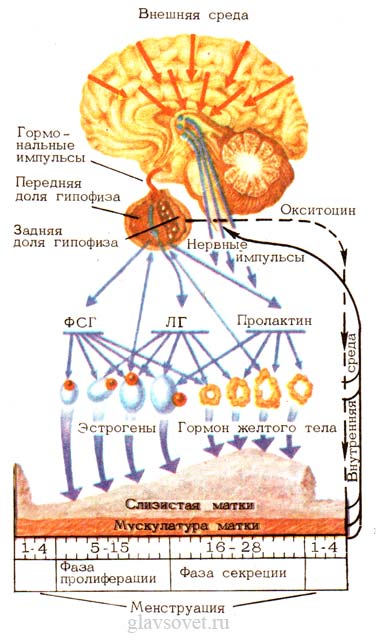 Внешняя среда
Гормо-
нальные
импульсы
Передняя
доля гипофиза
Задняя
доля гипофиза
Окситоцин
Нервные
импульсы
ФСГ
ЛГ
Пролактин
Эстрогены
Гормон желтого тела
Внутренняя среда
Слизистая матки
Мускулатура матки
1-4
5-15
16-28
1-4
Фаза
пролиферации
Фаза секреции
Менструация
glavsovet.ru